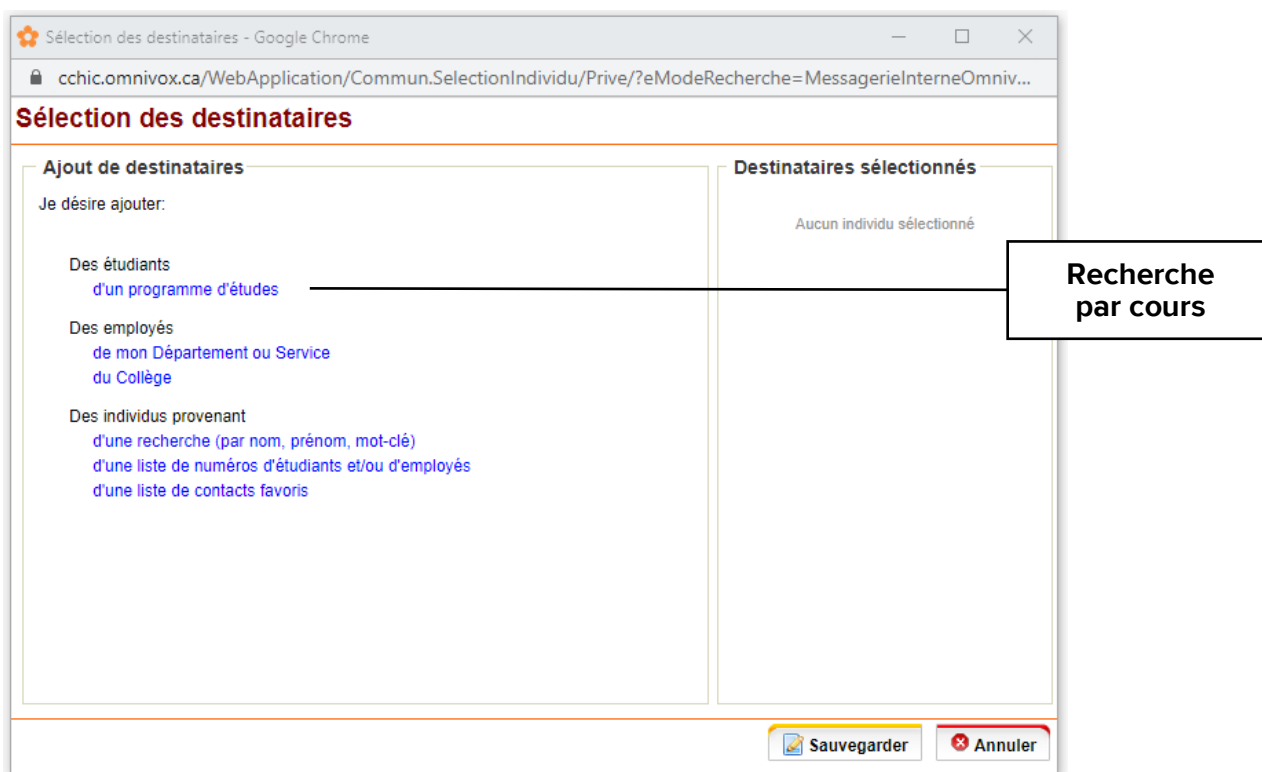 Sélection des destinataires - Google Chrome
cchic.omnivox.ca/WebApplication/Commun.SelectionIndividu/Prive/?eModeRecherche=MessagerieInterneOmniv...
Sélection des destinataires
Ajout de destinataires
Je désire ajouter:
Des étudiants
d'un programme d'études
Des employés
de mon Département ou Service
du Collège
Des individus provenant
d'une recherche (par nom, prénom, mot-clé)
d'une liste de numéros d'étudiants et/ou d'employés
d'une liste de contacts favoris
Destinataires sélectionnés
Aucun individu sélectionné
Recherche
par cours
Sauvegarder
Annuler